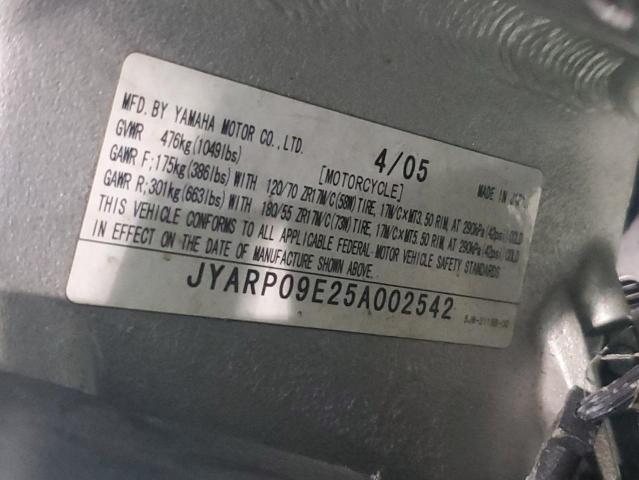 MFD. BY YAMAHA MOTOR CO., LTD. 4/05 MADE IN
GVWR 476kg(1049lbs) [MOTORCYCLE]
GAWR F;175kg(386lbs)WITH 120/70 ZR17M/C(58W)TIRE, 17M/C×MT3.50 RIM, AT 290kPa(42psi)COLD
GAWR R;301kg(663lbs)WITH 180/55 ZR17M/C(73W)TIRE, 17M/C×MT5.50 RIM, AT 290kPa(42psi)COLD
THIS VEHICLE CONFORMS TO ALL APPLICABLE FEDERAL-MOTOR VEHICLE SAFETY STANDARDS
IN EFFECT ON THE DATE OF MANUFACTURE SHOWN ABOVE.
JYARP09E25A002542